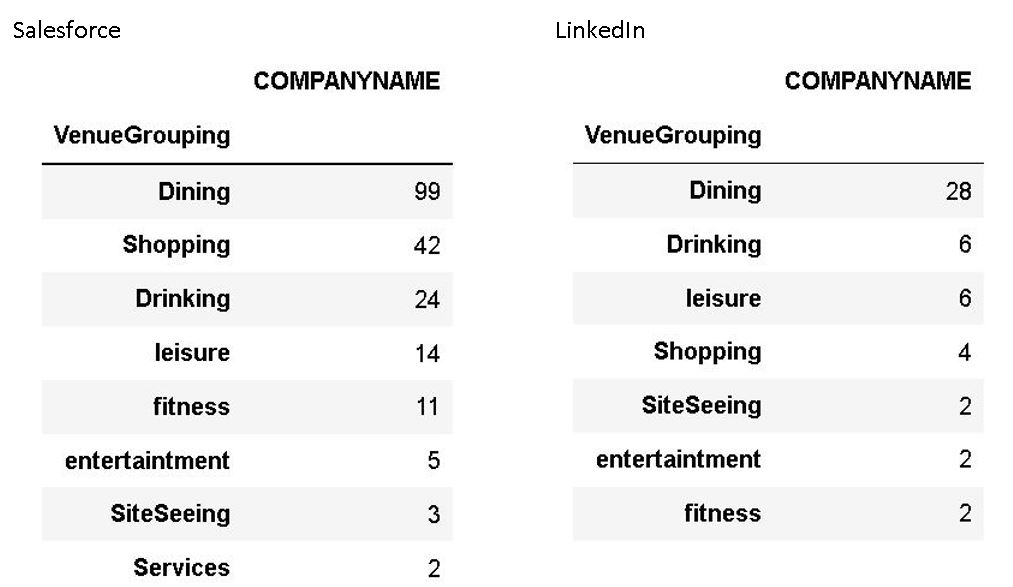 Salesforce
COMPANYNAME
VenueGrouping
Dining 99
Shopping 42
Drinking 24
leisure 14
fitness 11
entertaintment 5
SiteSeeing 3
Services 2
LinkedIn
COMPANYNAME
VenueGrouping
Dining 28
Drinking 6
leisure 6
Shopping 4
SiteSeeing 2
entertaintment 2
fitness 2